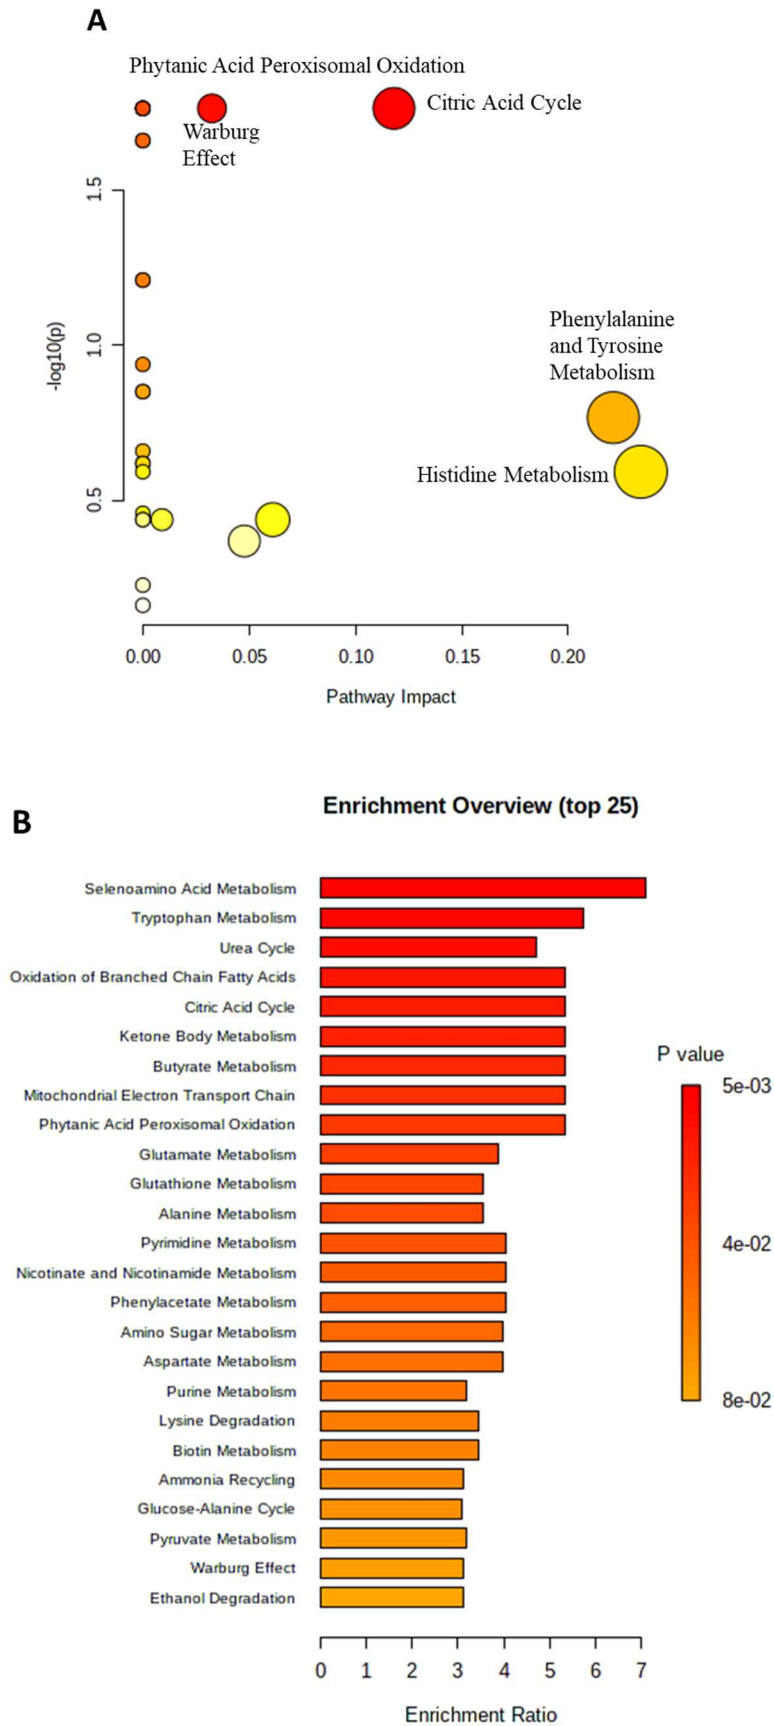 A
Phytanic Acid Peroxisomal Oxidation
Citric Acid Cycle
Warburg
Effect
1.5
1.0
0.5
-log10(p)
Phenylalanine
and Tyrosine
Metabolism
Histidine Metabolism
0.00 0.05 0.10 0.15 0.20
Pathway Impact
B
Enrichment Overview (top 25)
Selenoamino Acid Metabolism
Tryptophan Metabolism
Urea Cycle
Oxidation of Branched Chain Fatty Acids
Citric Acid Cycle
Ketone Body Metabolism
Butyrate Metabolism
Mitochondrial Electron Transport Chain
Phytanic Acid Peroxisomal Oxidation
Glutamate Metabolism
Glutathione Metabolism
Alanine Metabolism
Pyrimidine Metabolism
Nicotinate and Nicotinamide Metabolism
Phenylacetate Metabolism
Amino Sugar Metabolism
Aspartate Metabolism
Purine Metabolism
Lysine Degradation
Biotin Metabolism
Ammonia Recycling
Glucose-Alanine Cycle
Pyruvate Metabolism
Warburg Effect
Ethanol Degradation
P value
5e-03
4e-02
8e-02
0 1 2 3 4 5 6 7
Enrichment Ratio